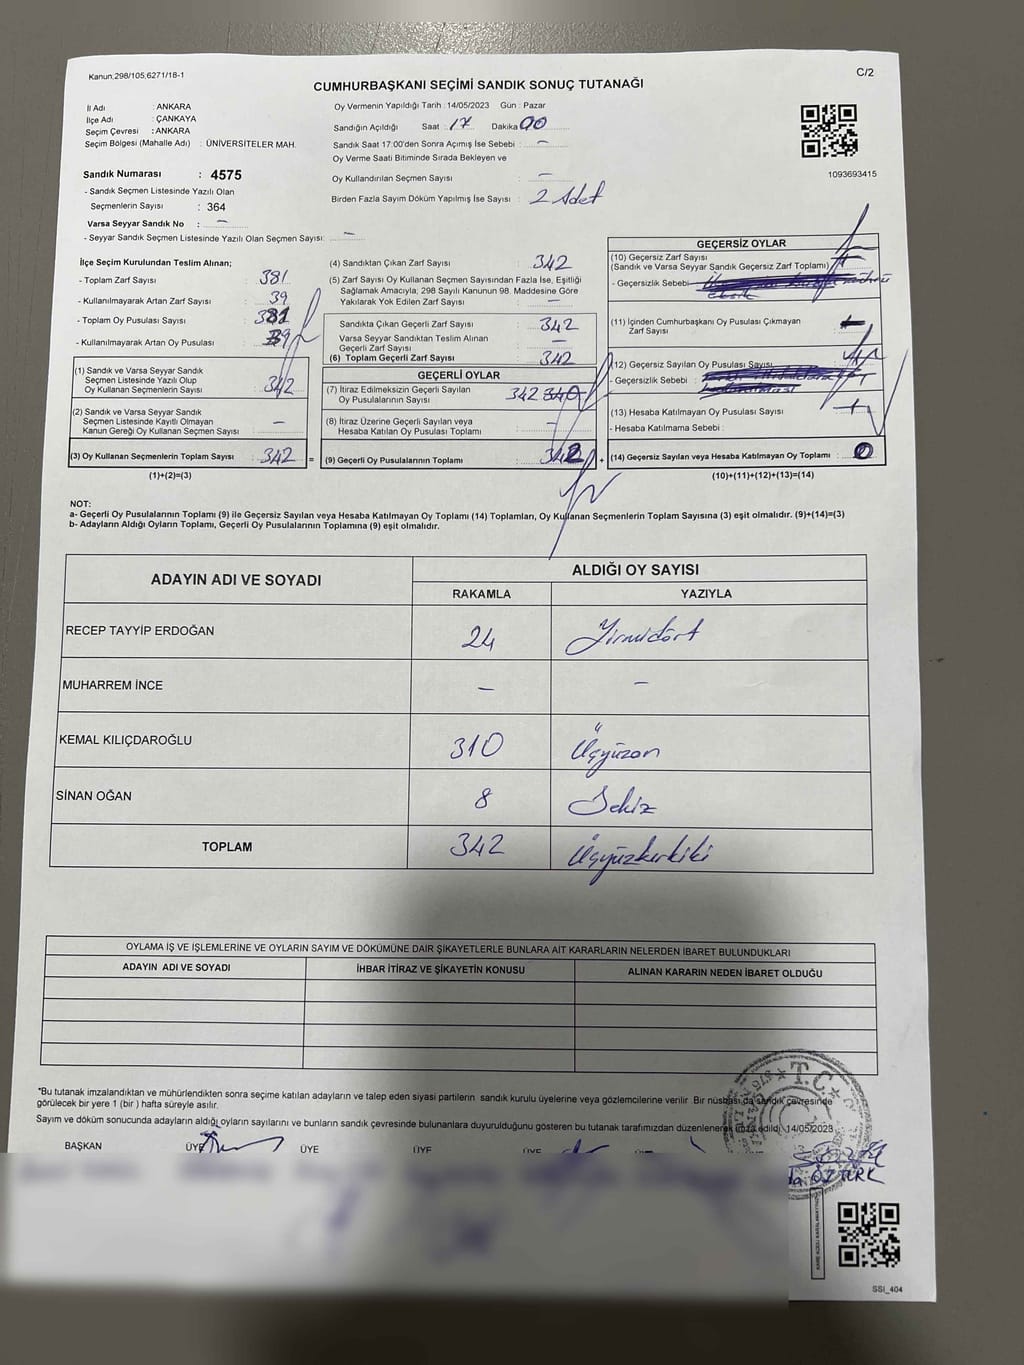 Kanun,298/105,6271/18-1
C/2
CUMHURBAŞKANI SEÇİMİ SANDIK SONUÇ TUTANAĞI
İl Adı : ANKARA
İlçe Adı : ÇANKAYA
Seçim Çevresi : ANKARA
Seçim Bölgesi (Mahalle Adı) : ÜNİVERSİTELER MAH.
Sandık Numarası : 4575
- Sandık Seçmen Listesinde Yazılı Olan
Seçmenlerin Sayısı : 364
Varsa Seyyar Sandık No : –
- Seyyar Sandık Seçmen Listesinde Yazılı Olan Seçmen Sayısı: –
Oy Vermenin Yapıldığı Tarih : 14/05/2023 Gün : Pazar
Sandığın Açıldığı Saat : 17 Dakika 00
Sandık Saat 17:00'den Sonra Açımış İse Sebebi : –
Oy Verme Saati Bitiminde Sırada Bekleyen ve
Oy Kullandırılan Seçmen Sayısı : –
Birden Fazla Sayım Döküm Yapılmış İse Sayısı : 2 Adet
1093693415
İlçe Seçim Kurulundan Teslim Alınan;
- Toplam Zarf Sayısı : 381
- Kullanılmayarak Artan Zarf Sayısı : 39
- Toplam Oy Pusulası Sayısı : 381
- Kullanılmayarak Artan Oy Pusulası : 39
(1) Sandık ve Varsa Seyyar Sandık
Seçmen Listesinde Yazılı Olup
Oy Kullanan Seçmenlerin Sayısı : 342
(2) Sandık ve Varsa Seyyar Sandık
Seçmen Listesinde Kayıtlı Olmayan
Kanun Gereği Oy Kullanan Seçmen Sayısı : –
(3) Oy Kullanan Seçmenlerin Toplam Sayısı : 342
(1)+(2)=(3)
(4) Sandıktan Çıkan Zarf Sayısı : 342
(5) Zarf Sayısı Oy Kullanan Seçmen Sayısından Fazla İse, Eşitliği
Sağlamak Amacıyla; 298 Sayılı Kanunun 98. Maddesine Göre
Yakılarak Yok Edilen Zarf Sayısı : –
Sandıkta Çıkan Geçerli Zarf Sayısı : 342
Varsa Seyyar Sandıktan Teslim Alınan
Geçerli Zarf Sayısı : –
(6) Toplam Geçerli Zarf Sayısı : 342
GEÇERLİ OYLAR
(7) İtiraz Edilmeksizin Geçerli Sayılan
Oy Pusulalarının Sayısı : 342 340
(8) İtiraz Üzerine Geçerli Sayılan veya
Hesaba Katılan Oy Pusulası Toplamı : –
(9) Geçerli Oy Pusulalarının Toplamı : 342
GEÇERSİZ OYLAR
(10) Geçersiz Zarf Sayısı
(Sandık ve Varsa Seyyar Sandık Geçersiz Zarf Toplamı) :
- Geçersizlik Sebebi :
(11) İçinden Cumhurbaşkanı Oy Pusulası Çıkmayan
Zarf Sayısı :
(12) Geçersiz Sayılan Oy Pusulası Sayısı :
- Geçersizlik Sebebi :
(13) Hesaba Katılmayan Oy Pusulası Sayısı :
- Hesaba Katılmama Sebebi :
(14) Geçersiz Sayılan veya Hesaba Katılmayan Oy Toplamı : 0
(10)+(11)+(12)+(13)=(14)
NOT:
a- Geçerli Oy Pusulalarının Toplamı (9) ile Geçersiz Sayılan veya Hesaba Katılmayan Oy Toplamı (14) Toplamları, Oy Kullanan Seçmenlerin Toplam Sayısına (3) eşit olmalıdır. (9)+(14)=(3)
b- Adayların Aldığı Oyların Toplamı, Geçerli Oy Pusulalarının Toplamına (9) eşit olmalıdır.
ADAYIN ADI VE SOYADI
ALDIĞI OY SAYISI
RAKAMLA YAZIYLA
RECEP TAYYİP ERDOĞAN 24 Yirmidört
MUHARREM İNCE – –
KEMAL KILIÇDAROĞLU 310 Üçyüzon
SİNAN OĞAN 8 Sekiz
TOPLAM 342 Üçyüzkırkiki
OYLAMA İŞ VE İŞLEMLERİNE VE OYLARIN SAYIM VE DÖKÜMÜNE DAİR ŞİKAYETLERLE BUNLARA AİT KARARLARIN NELERDEN İBARET BULUNDUKLARI
ADAYIN ADI VE SOYADI İHBAR İTİRAZ VE ŞİKAYETİN KONUSU ALINAN KARARIN NEDEN İBARET OLDUĞU
*Bu tutanak imzalandıktan ve mühürlendikten sonra seçime katılan adayların ve talep eden siyasi partilerin sandık kurulu üyelerine veya gözlemcilerine verilir. Bir nüshası da sandık çevresinde
görülecek bir yere 1 (bir ) hafta süreyle asılır.
Sayım ve döküm sonucunda adayların aldığı oyların sayılarını ve bunların sandık çevresinde bulunanlara duyurulduğunu gösteren bu tutanak tarafımızdan düzenlenerek imza edildi. 14/05/2023
BAŞKAN ÜYE ÜYE ÜYE ÜYE
T.C.
ÖZTÜRK
SSI_404